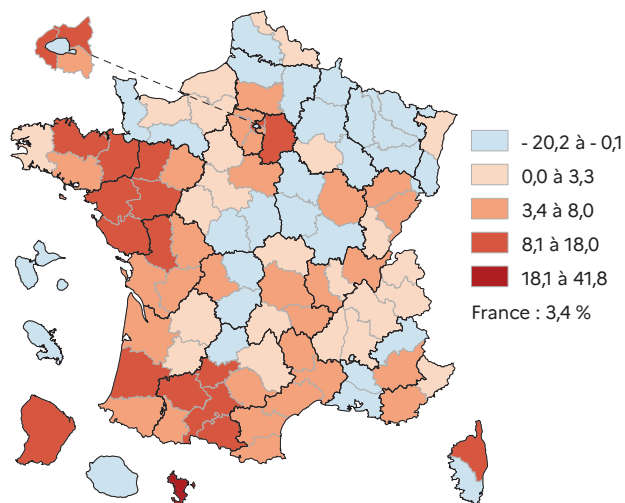 - 20,2 à - 0,1
0,0 à 3,3
3,4 à 8,0
8,1 à 18,0
18,1 à 41,8
France : 3,4 %